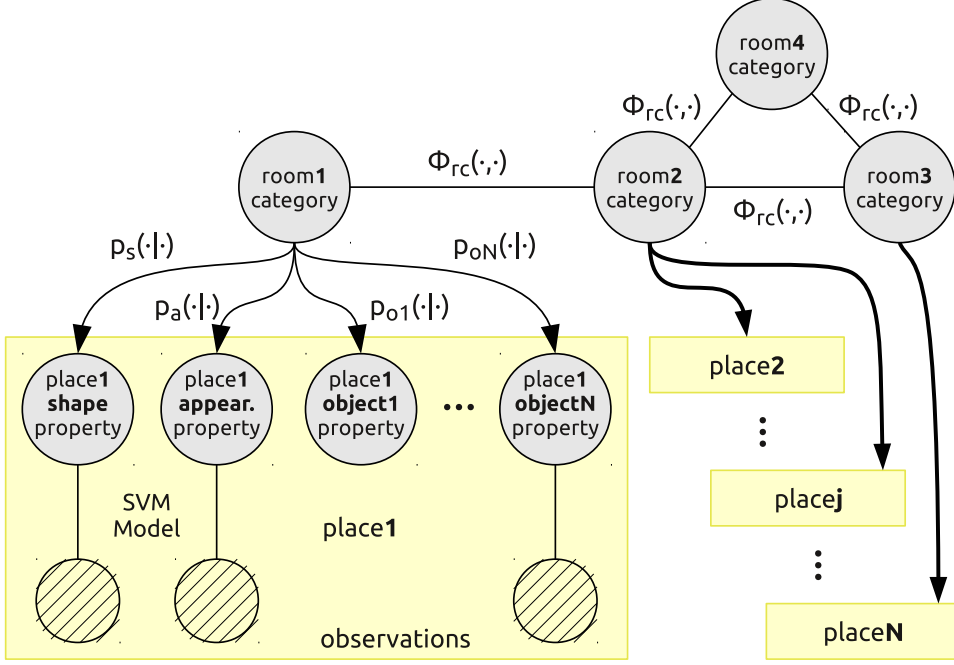 room4
category
Φrc(·,·)
Φrc(·,·)
room1
category
Φrc(·,·)
room2
category
Φrc(·,·)
room3
category
ps(·|·)
pa(·|·)
po1(·|·)
poN(·|·)
place1
shape
property
place1
appear.
property
place1
object1
property
...
place1
objectN
property
SVM
Model
place1
observations
place2
⋮
placej
⋮
placeN